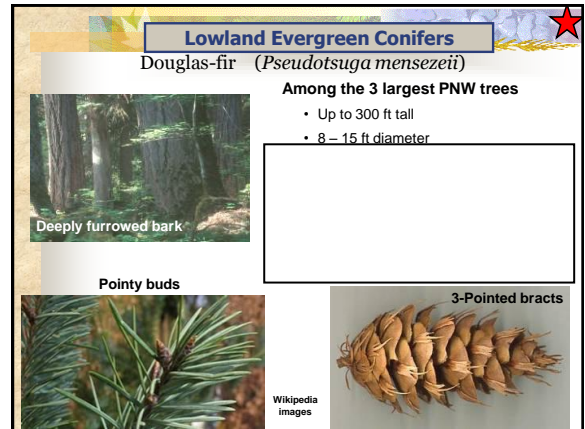 Lowland Evergreen Conifers
Douglas-fir (Pseudotsuga mensezeii)
Among the 3 largest PNW trees
• Up to 300 ft tall
• 8 – 15 ft diameter
Deeply furrowed bark
Pointy buds
3-Pointed bracts
Wikipedia
images